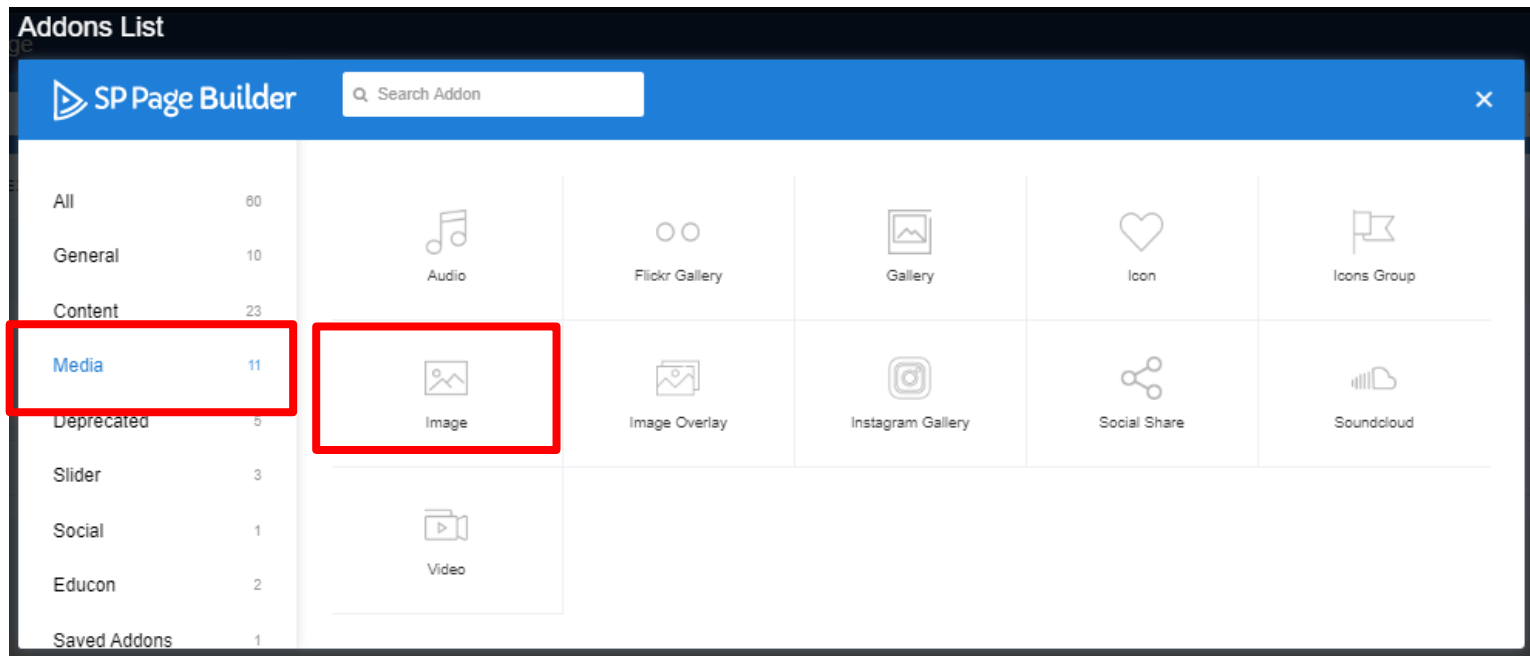 Addons List
ge
SP Page Builder
Search Addon
All 60
General 10
Content 23
Media 11
Deprecated 5
Slider 3
Social 1
Educon 2
Saved Addons 1
Audio
Flickr Gallery
Gallery
Icon
Icons Group
Image
Image Overlay
Instagram Gallery
Social Share
Soundcloud
Video